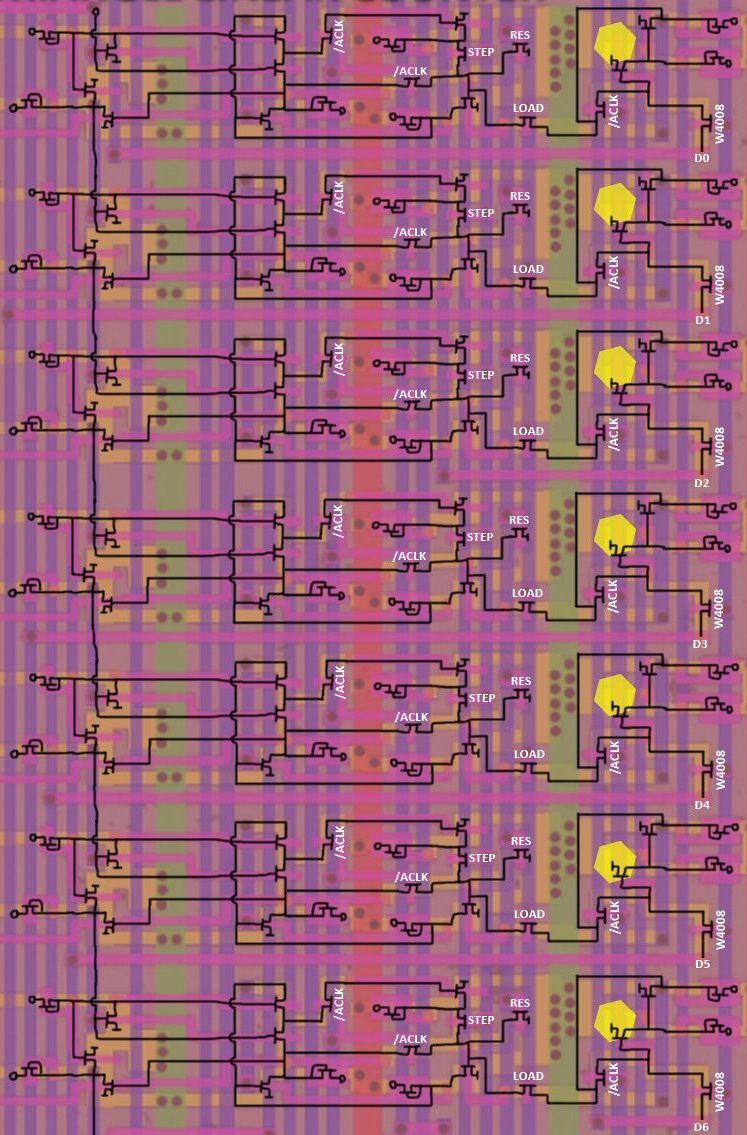 /ACLK
RES
STEP
/ACLK
LOAD
/ACLK
W4008
D0
/ACLK
RES
STEP
/ACLK
LOAD
/ACLK
W4008
D1
/ACLK
RES
STEP
/ACLK
LOAD
/ACLK
W4008
D2
/ACLK
RES
STEP
/ACLK
LOAD
/ACLK
W4008
D3
/ACLK
RES
STEP
/ACLK
LOAD
/ACLK
W4008
D4
/ACLK
RES
STEP
/ACLK
LOAD
/ACLK
W4008
D5
/ACLK
RES
STEP
/ACLK
LOAD
/ACLK
W4008
D6